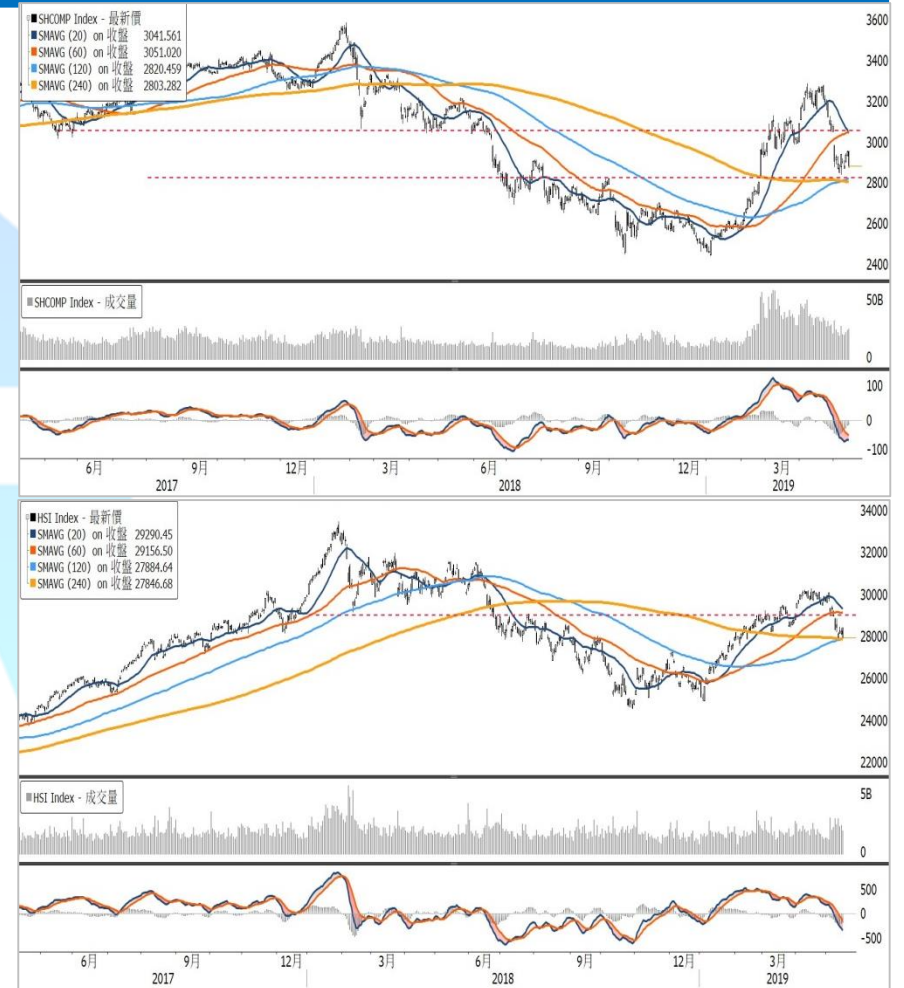 SHCOMP Index - 最新價
SMAVG (20) on 收盤 3041.561
SMAVG (60) on 收盤 3051.020
SMAVG (120) on 收盤 2820.459
SMAVG (240) on 收盤 2803.282
3600
3400
3200
3000
2800
2600
2400
SHCOMP Index - 成交量
50B
0
100
0
-100
6月 9月 12月 3月 6月 9月 12月 3月
2017 2018 2019
HSI Index - 最新價
SMAVG (20) on 收盤 29290.45
SMAVG (60) on 收盤 29156.50
SMAVG (120) on 收盤 27884.64
SMAVG (240) on 收盤 27846.68
34000
32000
30000
28000
26000
24000
22000
HSI Index - 成交量
5B
0
500
0
-500
6月 9月 12月 3月 6月 9月 12月 3月
2017 2018 2019